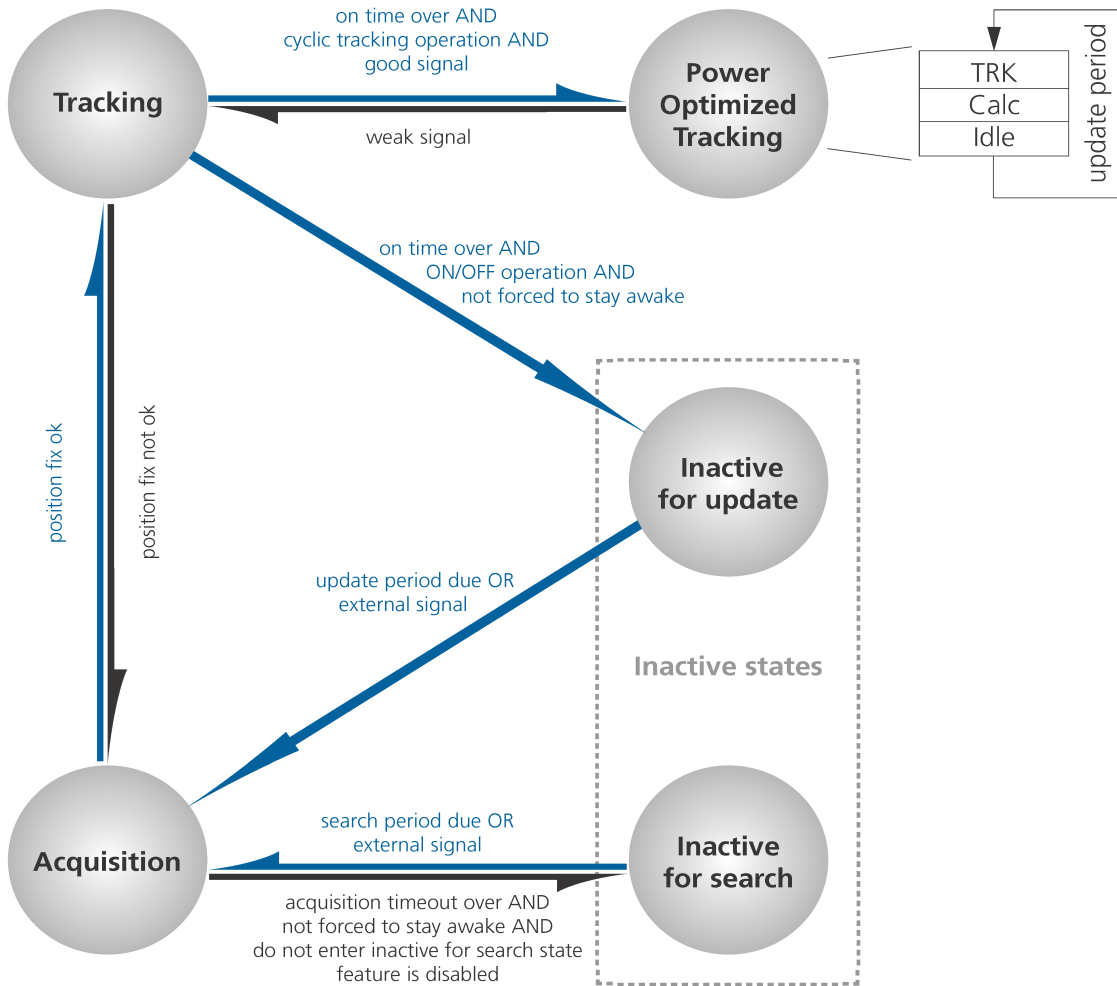 on time over AND
cyclic tracking operation AND
good signal
Tracking
Power
Optimized
Tracking
weak signal
TRK
Calc
Idle
update period
on time over AND
ON/OFF operation AND
not forced to stay awake
position fix ok
position fix not ok
Inactive
for update
update period due OR
external signal
Inactive states
search period due OR
external signal
Acquisition
Inactive
for search
acquisition timeout over AND
not forced to stay awake AND
do not enter inactive for search state
feature is disabled